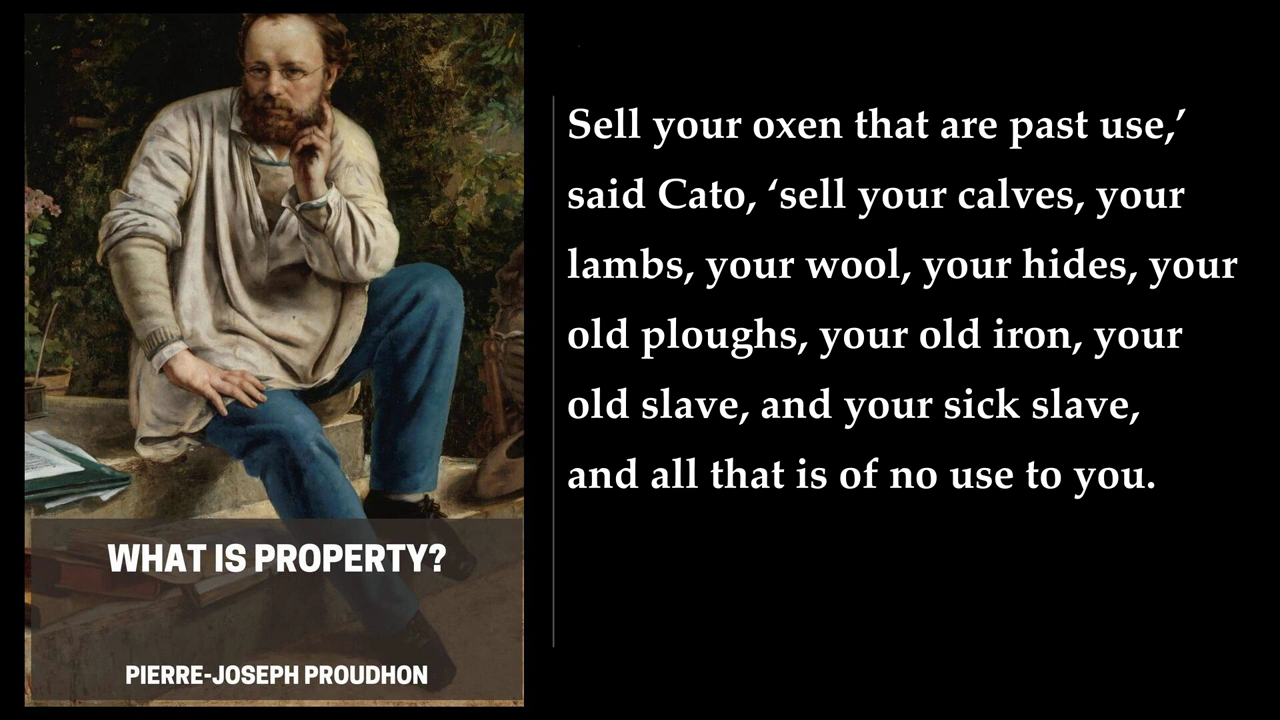 WHAT IS PROPERTY?
PIERRE-JOSEPH PROUDHON
Sell your oxen that are past use,’
said Cato, ‘sell your calves, your
lambs, your wool, your hides, your
old ploughs, your old iron, your
old slave, and your sick slave,
and all that is of no use to you.